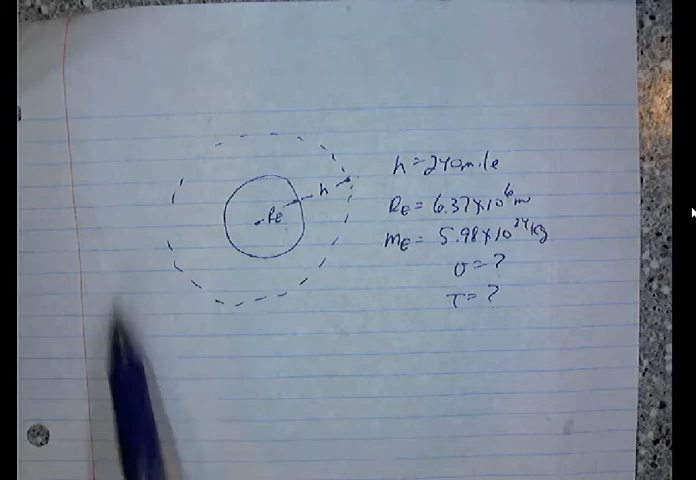 h = 240 mile
h
RE = 6.37 x 10^6 m
RE
ME = 5.98 x 10^24 kg
v = ?
T = ?